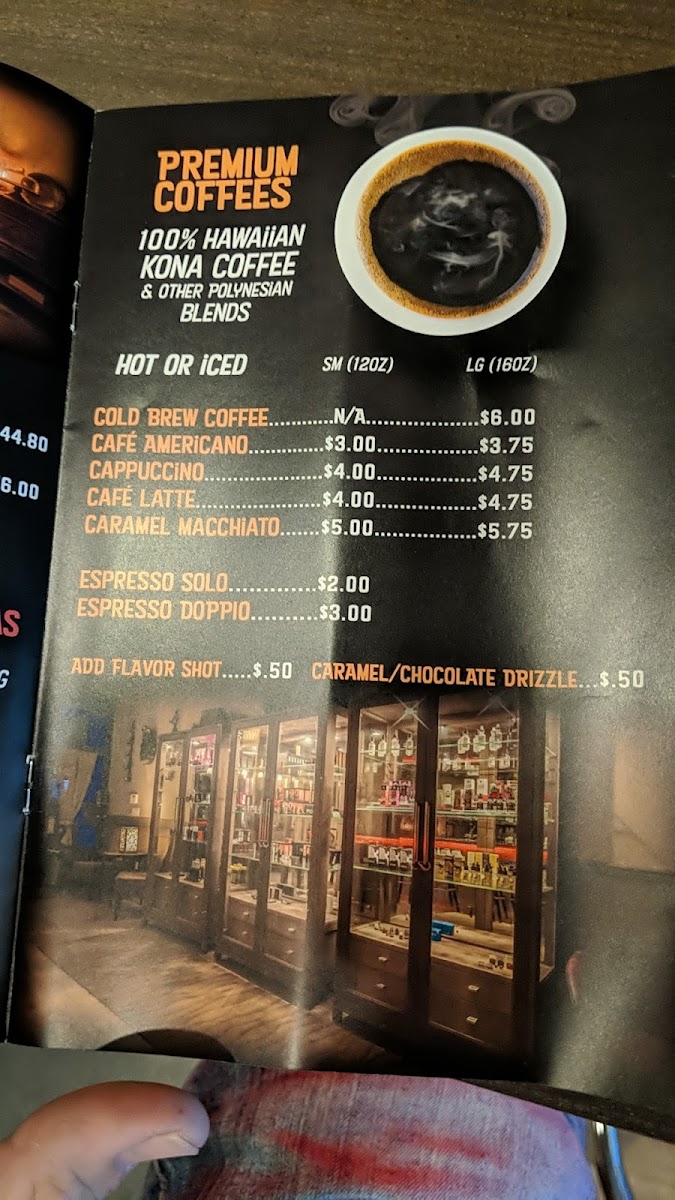 PREMIUM
COFFEES
100% HAWAiiAN
KONA COFFEE
& OTHER POLYNESIAN
BLENDS
HOT OR iCED SM (12OZ) LG (16OZ)
COLD BREW COFFEE............N/A....................$6.00
CAFÉ AMERiCANO............$3.00..................$3.75
CAPPUCCiNO....................$4.00..................$4.75
CAFÉ LATTE.....................$4.00..................$4.75
CARAMEL MACCHiATO.......$5.00..................$5.75
ESPRESSO SOLO...............$2.00
ESPRESSO DOPPIO...........$3.00
ADD FLAVOR SHOT.....$.50 CARAMEL/CHOCOLATE DRIZZLE...$.50
44.80
6.00
AS
G